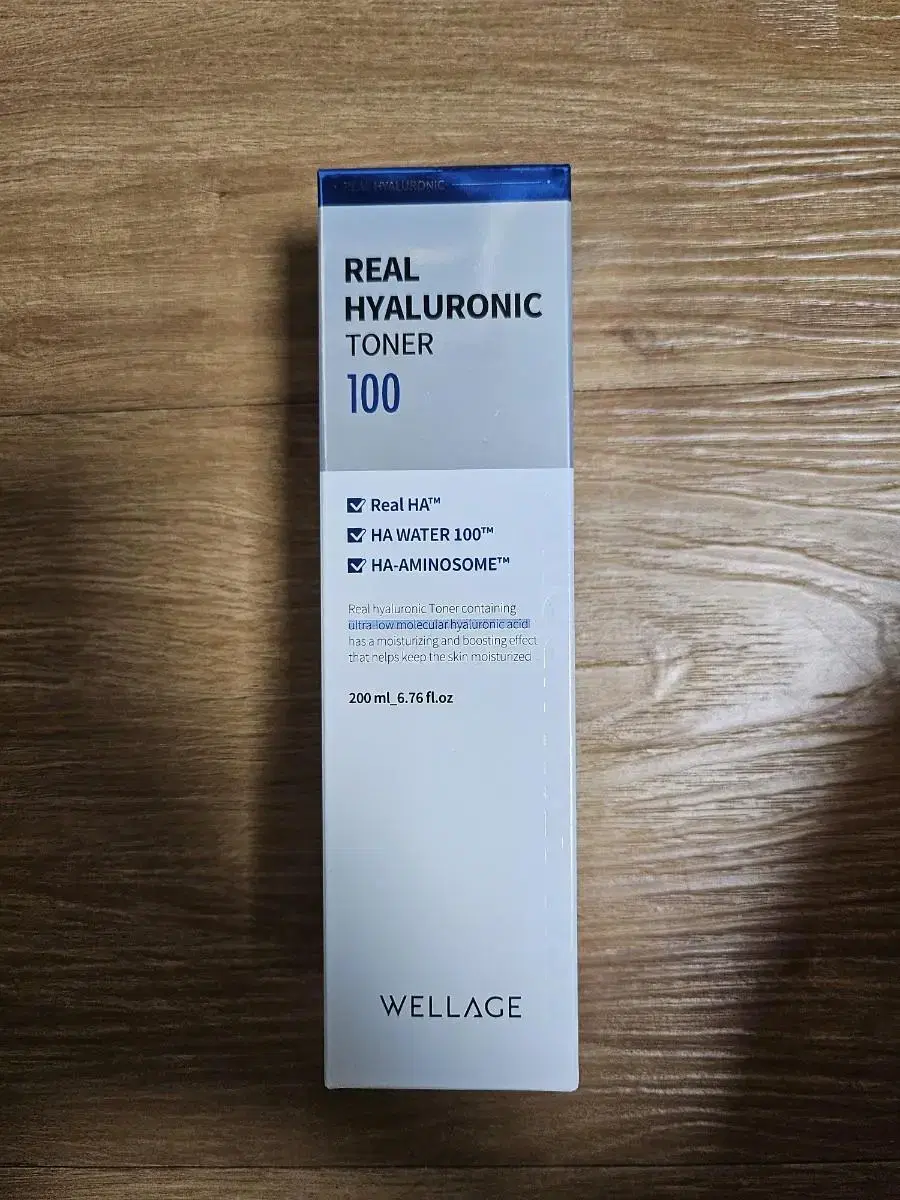 REAL HYALURONIC
REAL
HYALURONIC
TONER
100
Real HA™
HA WATER 100™
HA-AMINOSOME™
Real hyaluronic Toner containing
ultra low molecular hyaluronic acid
has a moisturizing and boosting effect
that helps keep the skin moisturized
200 ml_6.76 fl.oz
WELLAGE